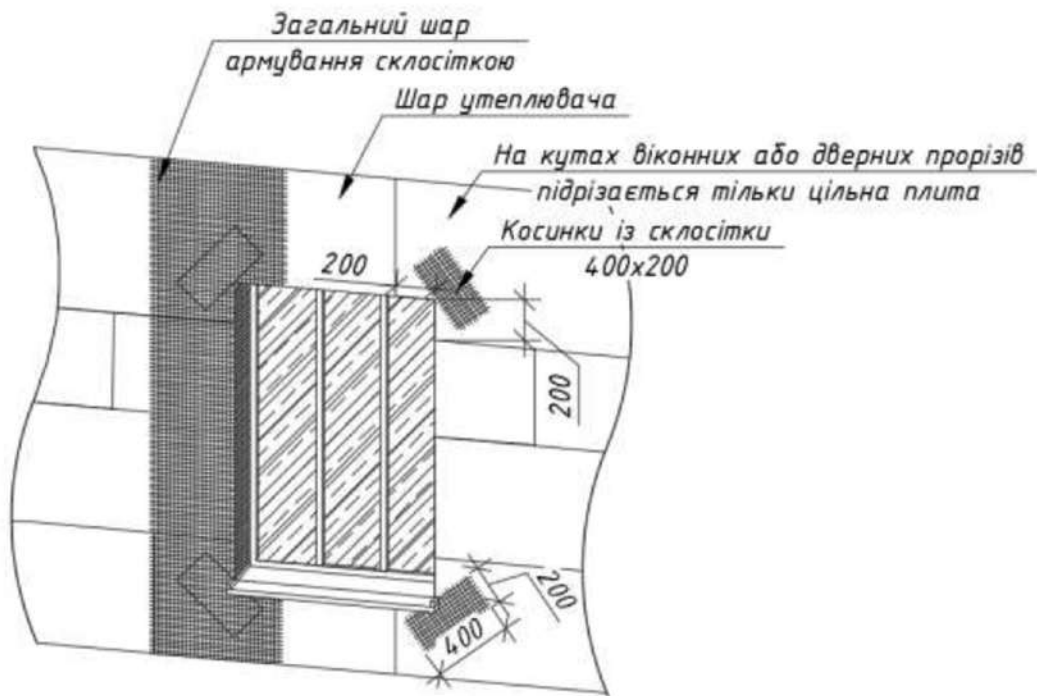 Загальний шар
армування склосіткою
Шар утеплювача
На кутах віконних або дверних прорізів
підрізається тільки цільна плита
Косинки із склосітки
400х200
200
200
200
400